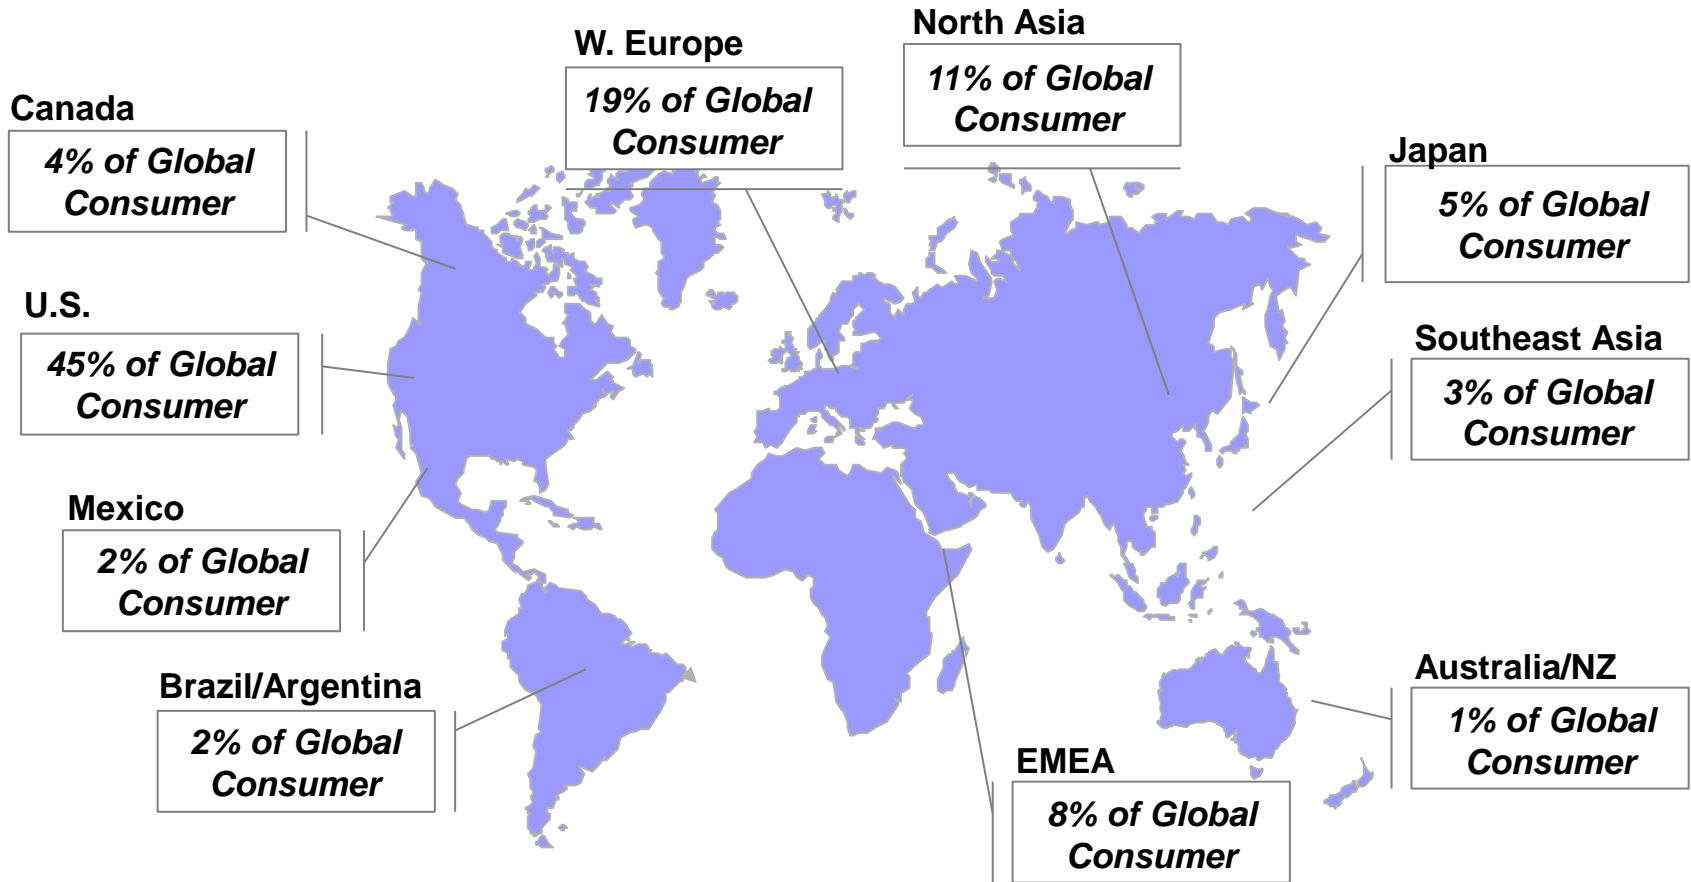 North Asia
11% of Global
Consumer
W. Europe
19% of Global
Consumer
Canada
4% of Global
Consumer
Japan
5% of Global
Consumer
U.S.
45% of Global
Consumer
Southeast Asia
3% of Global
Consumer
Mexico
2% of Global
Consumer
Brazil/Argentina
2% of Global
Consumer
Australia/NZ
1% of Global
Consumer
EMEA
8% of Global
Consumer